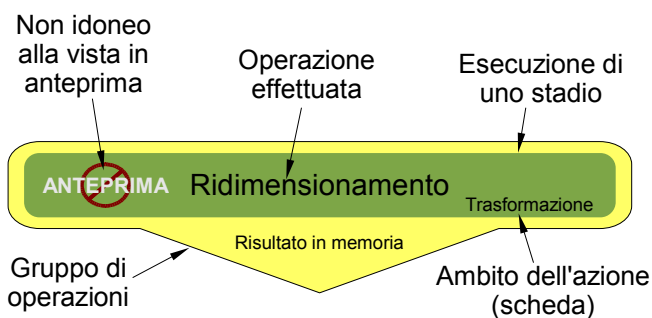 Non idoneo
alla vista in
anteprima
Operazione
effettuata
Esecuzione di
uno stadio
ANTEPRIMA
Ridimensionamento
Trasformazione
Risultato in memoria
Gruppo di
operazioni
Ambito dell'azione
(scheda)